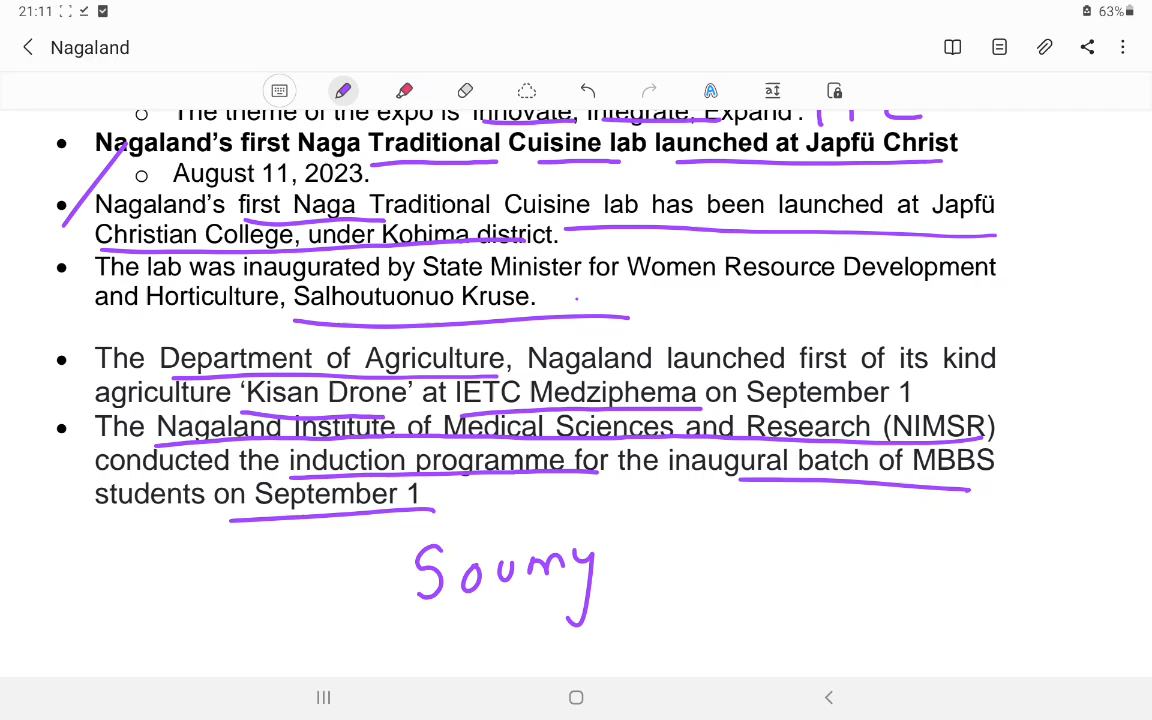 21:11
63%
Nagaland
○ The theme of the expo is 'Innovate, Integrate, Expand'.
• Nagaland's first Naga Traditional Cuisine lab launched at Japfü Christ
○ August 11, 2023.
• Nagaland's first Naga Traditional Cuisine lab has been launched at Japfü
Christian College, under Kohima district.
• The lab was inaugurated by State Minister for Women Resource Development
and Horticulture, Salhoutuonuo Kruse.
• The Department of Agriculture, Nagaland launched first of its kind
agriculture 'Kisan Drone' at IETC Medziphema on September 1
• The Nagaland Institute of Medical Sciences and Research (NIMSR)
conducted the induction programme for the inaugural batch of MBBS
students on September 1
Soumy